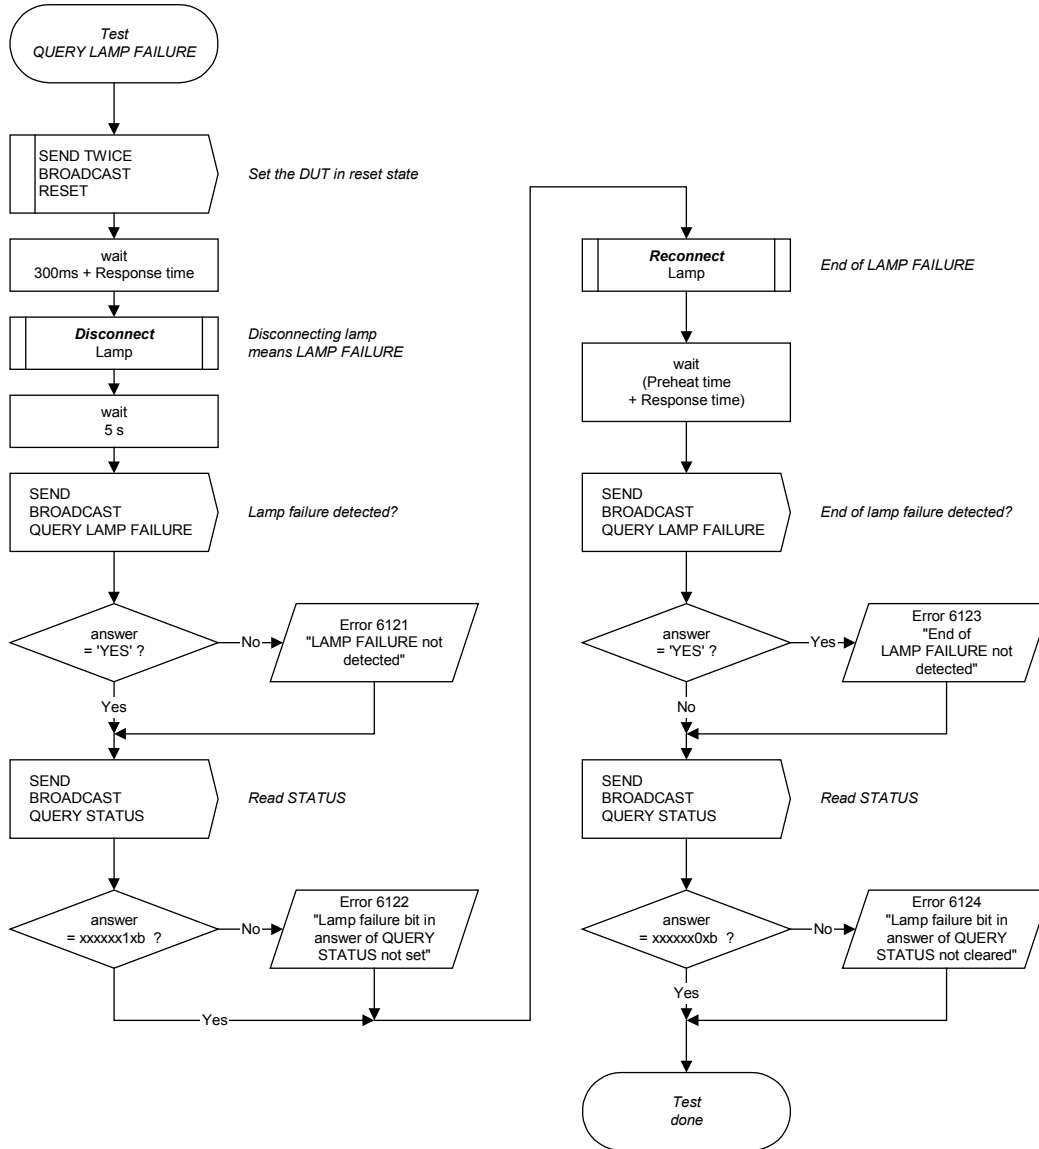 Test
QUERY LAMP FAILURE
SEND TWICE
BROADCAST
RESET
Set the DUT in reset state
wait
300ms + Response time
Disconnect
Lamp
Disconnecting lamp
means LAMP FAILURE
wait
5 s
SEND
BROADCAST
QUERY LAMP FAILURE
Lamp failure detected?
answer
= 'YES' ?
No
Error 6121
"LAMP FAILURE not
detected"
Yes
SEND
BROADCAST
QUERY STATUS
Read STATUS
answer
= xxxxxx1xb ?
No
Error 6122
"Lamp failure bit in
answer of QUERY
STATUS not set"
Yes
Reconnect
Lamp
End of LAMP FAILURE
wait
(Preheat time
+ Response time)
SEND
BROADCAST
QUERY LAMP FAILURE
End of lamp failure detected?
answer
= 'YES' ?
Yes
Error 6123
"End of
LAMP FAILURE not
detected"
No
SEND
BROADCAST
QUERY STATUS
Read STATUS
answer
= xxxxxx0xb ?
No
Error 6124
"Lamp failure bit in
answer of QUERY
STATUS not cleared"
Yes
Test
done